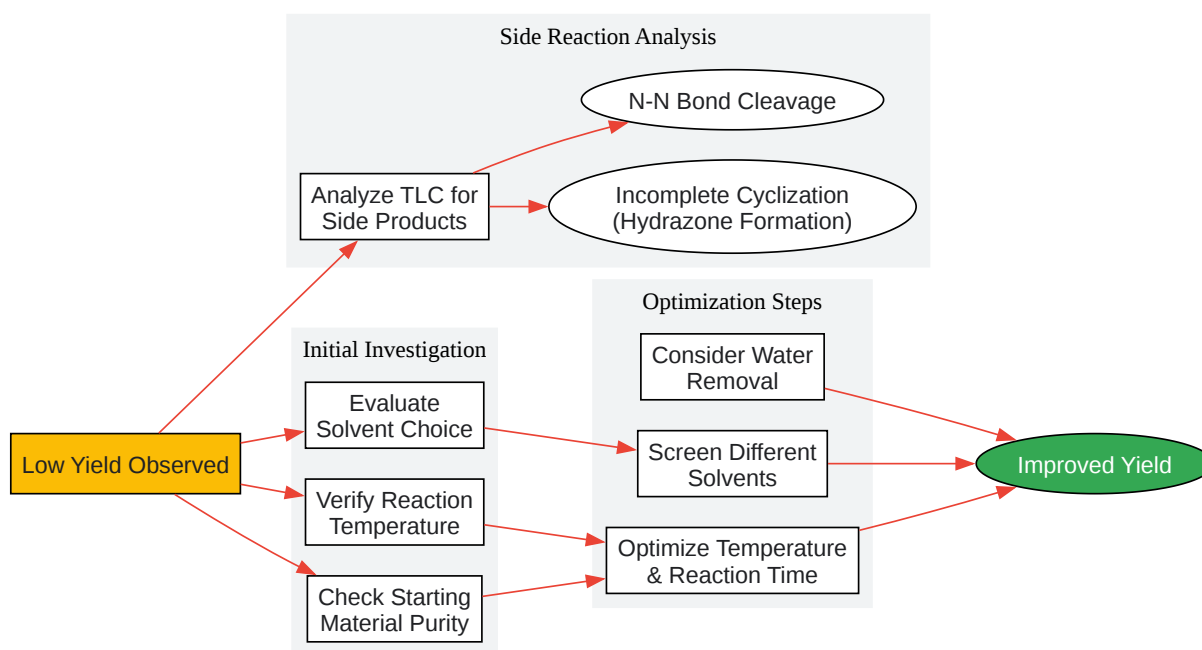 Side Reaction Analysis
N-N Bond Cleavage
Analyze TLC for
Side Products
Incomplete Cyclization
(Hydrazone Formation)
Optimization Steps
Initial Investigation
Consider Water
Removal
Evaluate
Solvent Choice
Low Yield Observed
Screen Different
Solvents
Improved Yield
Verify Reaction
Temperature
Optimize Temperature
& Reaction Time
Check Starting
Material Purity